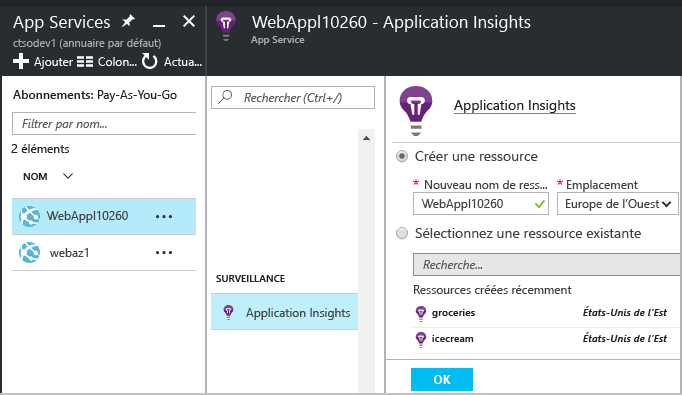 App Services
ctsodev1 (annuaire par défaut)
Ajouter Colon... Actua...
Abonnements: Pay-As-You-Go
Filtrer par nom...
2 éléments
NOM
WebAppl10260 ...
webaz1 ...
WebAppl10260 - Application Insights
App Service
Rechercher (Ctrl+/)
SURVEILLANCE
Application Insights
Application Insights
Créer une ressource
* Nouveau nom de ress... * Emplacement
WebAppl10260 Europe de l'Ouest
Sélectionnez une ressource existante
Recherche...
Ressources créées récemment
groceries États-Unis de l'Est
icecream États-Unis de l'Est
OK